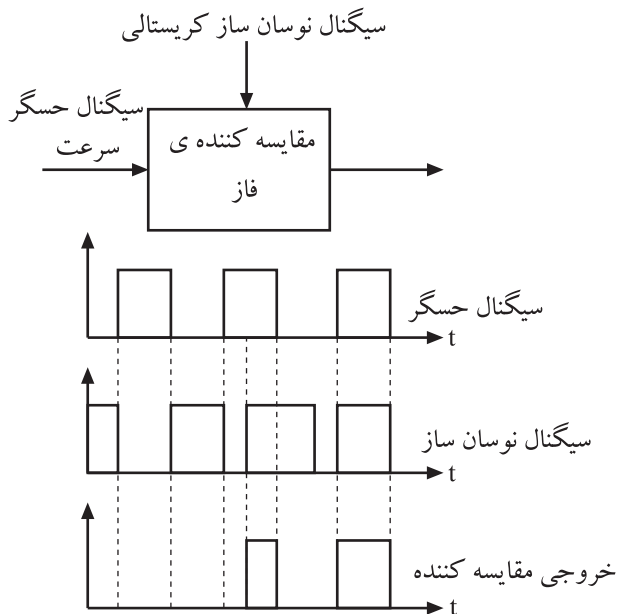 سیگنال نوسان ساز کریستالی
سیگنال حسگر
سرعت
مقایسه کننده ی
فاز
سیگنال حسگر
t
سیگنال نوسان ساز
t
خروجی مقایسه کننده
t